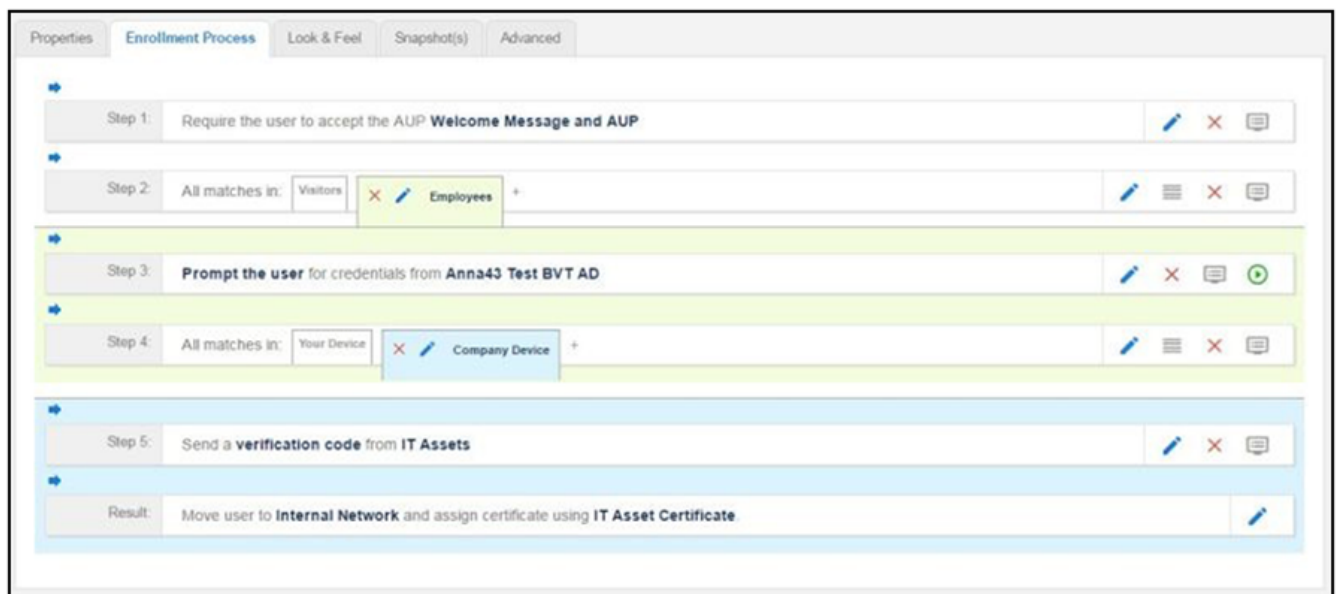 Properties Enrollment Process Look & Feel Snapshot(s) Advanced
Step 1: Require the user to accept the AUP Welcome Message and AUP
Step 2: All matches in: Visitors Employees +
Step 3: Prompt the user for credentials from Anna43 Test BVT AD
Step 4: All matches in: Your Device Company Device +
Step 5: Send a verification code from IT Assets
Result: Move user to Internal Network and assign certificate using IT Asset Certificate.